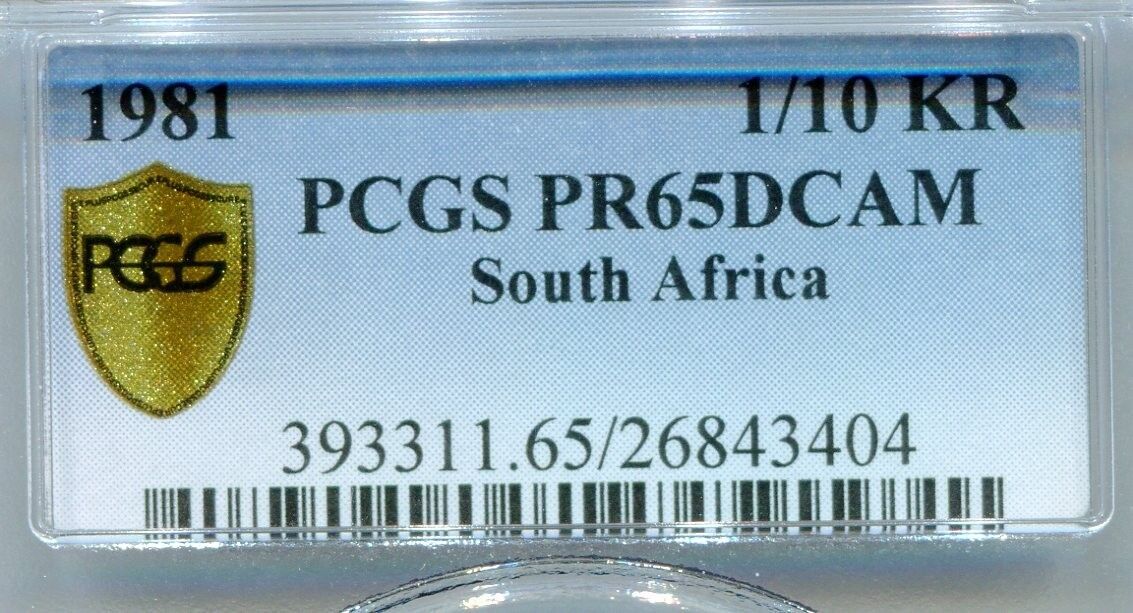 1981 1/10 KR
PCGS PR65DCAM
South Africa
PCGS
393311.65/26843404